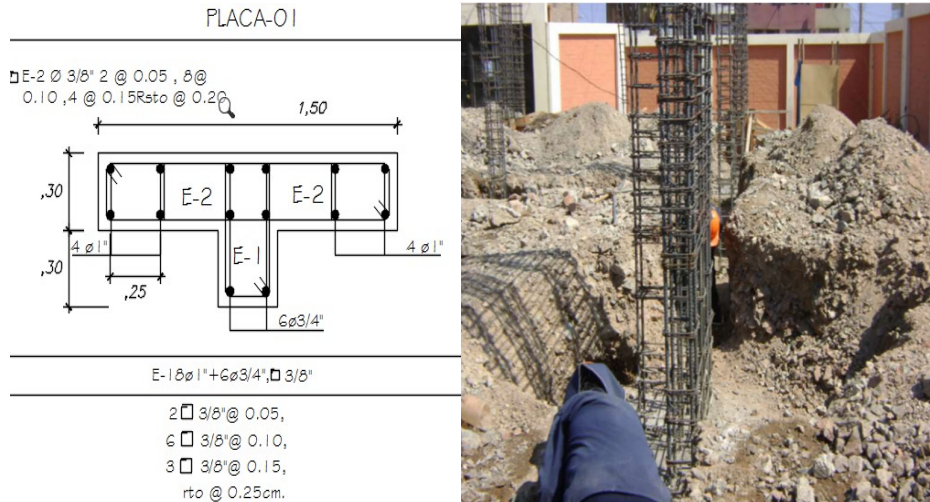 PLACA-01
E-2 Ø 3/8" 2 @ 0.05 , 8@
0.10 ,4 @ 0.15Rsto @ 0.20
1,50
,30
E-2
E-2
4 ø1"
4 ø1"
,30
E-1
,25
6ø3/4"
E-18ø1"+6ø3/4", 3/8"
2 3/8"@ 0.05,
6 3/8"@ 0.10,
3 3/8"@ 0.15,
rto @ 0.25cm.